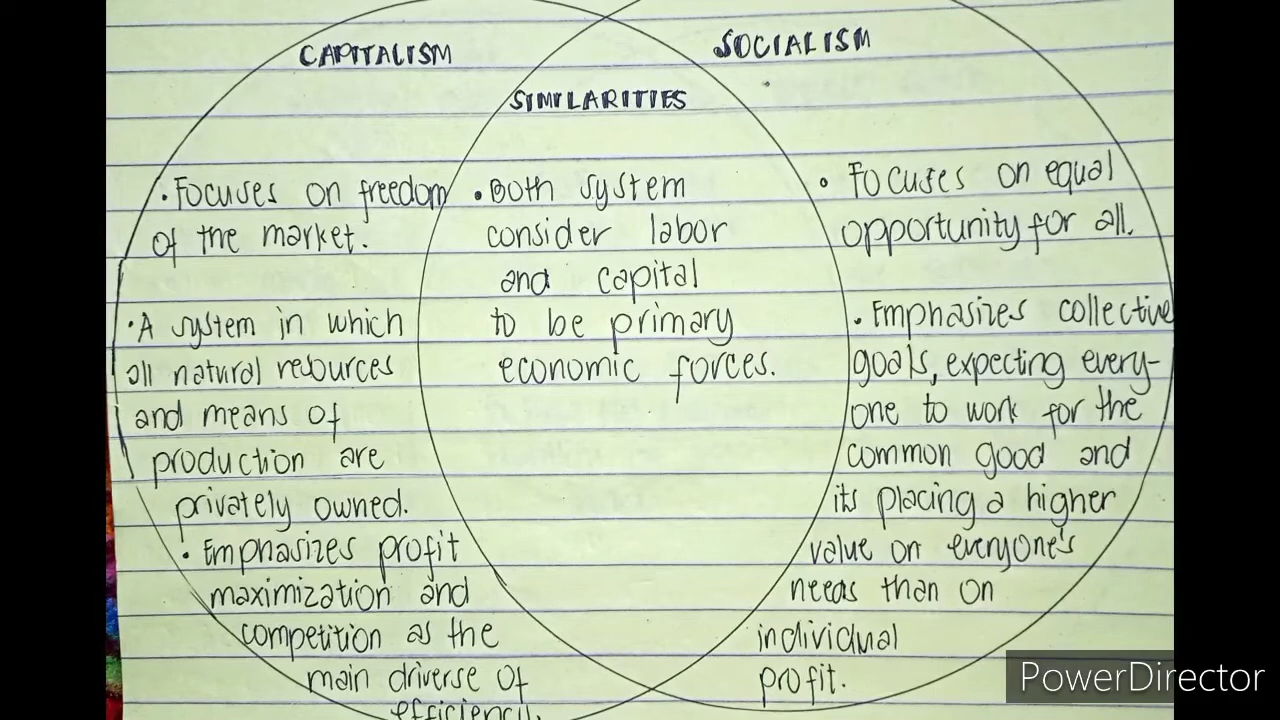 CAPITALISM
SOCIALISM
SIMILARITIES
• Focuses on freedom
of the market.
• A system in which
all natural resources
and means of
production are
privately owned.
• Emphasizes profit
maximization and
competition as the
main driverse of
efficiency.
• Both system
consider labor
and capital
to be primary
economic forces.
• Focuses on equal
opportunity for all.
• Emphasizes collective
goals, expecting every-
one to work for the
common good and
its placing a higher
value on everyone's
needs than on
individual
profit.
PowerDirector